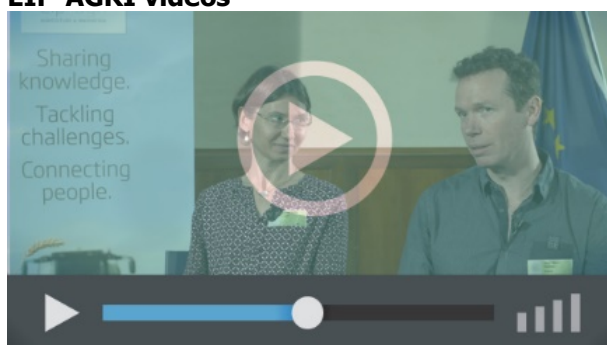 EIP-AGRI videos
Sharing
knowledge.
Tackling
challenges.
Connecting
people.